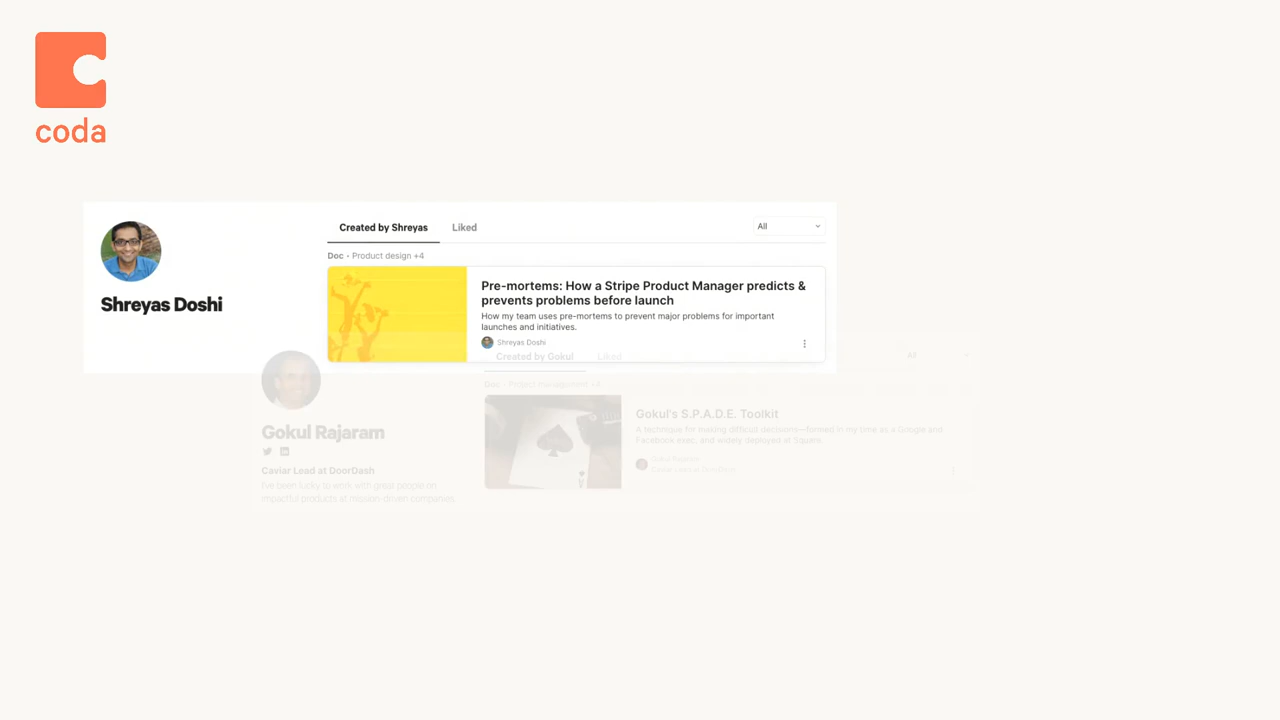 coda
Created by Shreyas
Liked
All
Doc • Product design +4
Shreyas Doshi
Pre-mortems: How a Stripe Product Manager predicts &
prevents problems before launch
How my team uses pre-mortems to prevent major problems for important
launches and initiatives.
Shreyas Doshi
Created by Gokul
Liked
All
Doc • Project management +9
Gokul Rajaram
Caviar Lead at DoorDash
I've been lucky to work with great people on
impactful products at mission-driven companies.
Gokul's S.P.A.D.E. Toolkit
A technique for making difficult decisions—formed in my time as a Google and
Facebook exec, and widely deployed at Square.
Gokul Rajaram
Caviar Lead at DoorDash
A